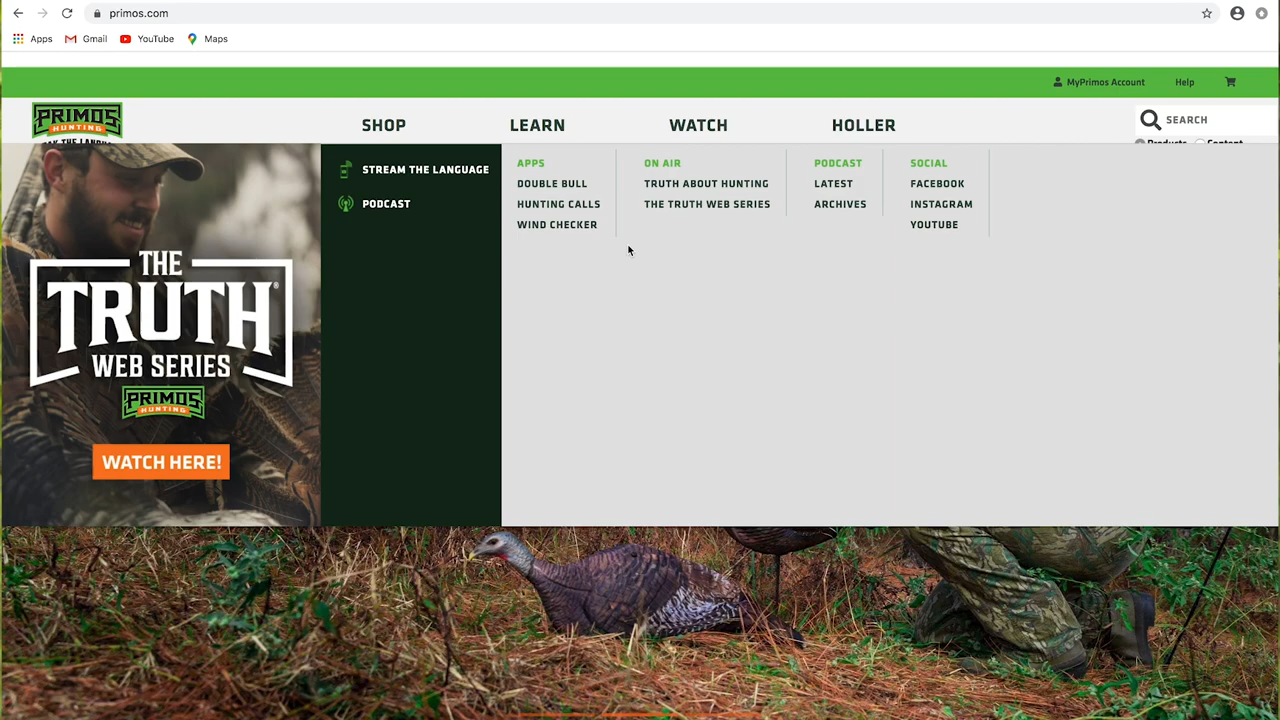 primos.com
Apps
Gmail
YouTube
Maps
MyPrimos Account
Help
PRIMOS
HUNTING
SHOP
LEARN
WATCH
HOLLER
SEARCH
Products
Content
STREAM THE LANGUAGE
PODCAST
APPS
DOUBLE BULL
HUNTING CALLS
WIND CHECKER
ON AIR
TRUTH ABOUT HUNTING
THE TRUTH WEB SERIES
PODCAST
LATEST
ARCHIVES
SOCIAL
FACEBOOK
INSTAGRAM
YOUTUBE
THE
TRUTH®
WEB SERIES
PRIMOS
HUNTING
WATCH HERE!